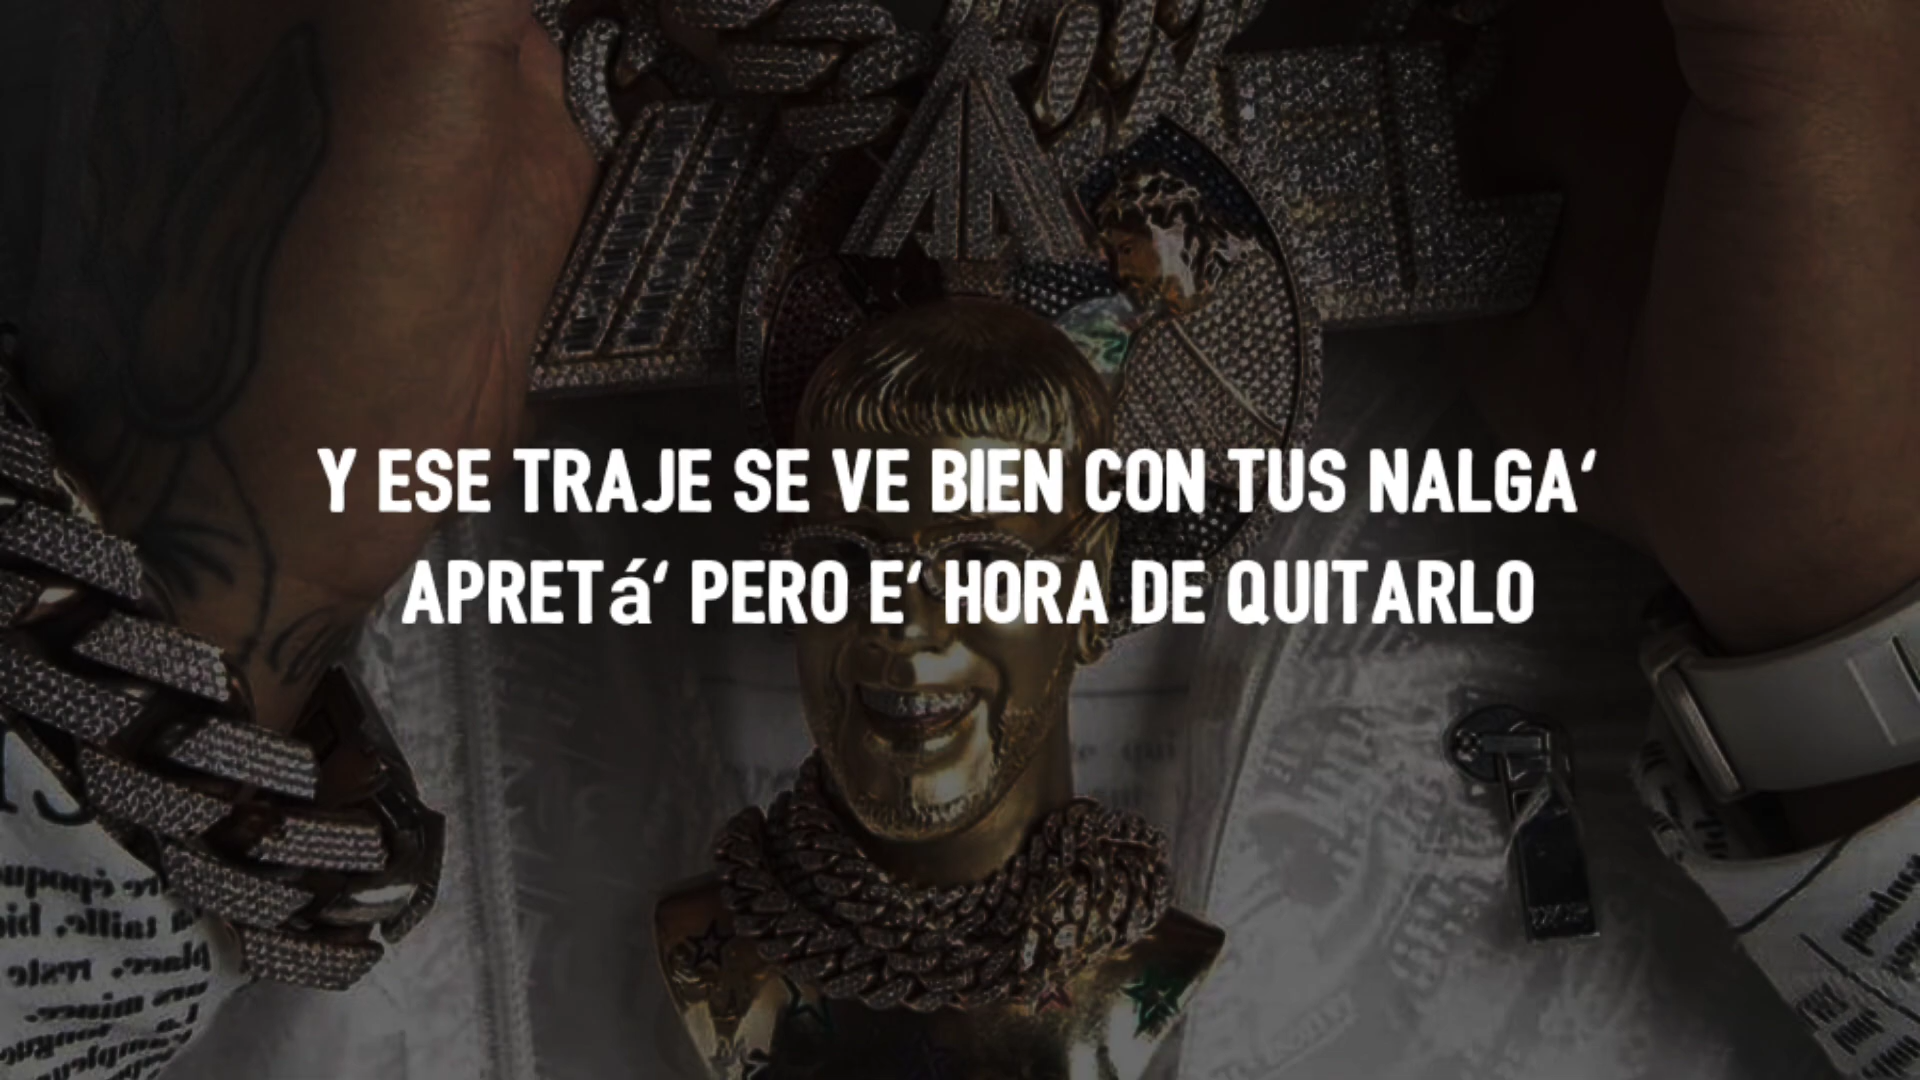 Y ESE TRAJE SE VE BIEN CON TUS NALGA‘
APRETá‘ PERO E‘ HORA DE QUITARLO